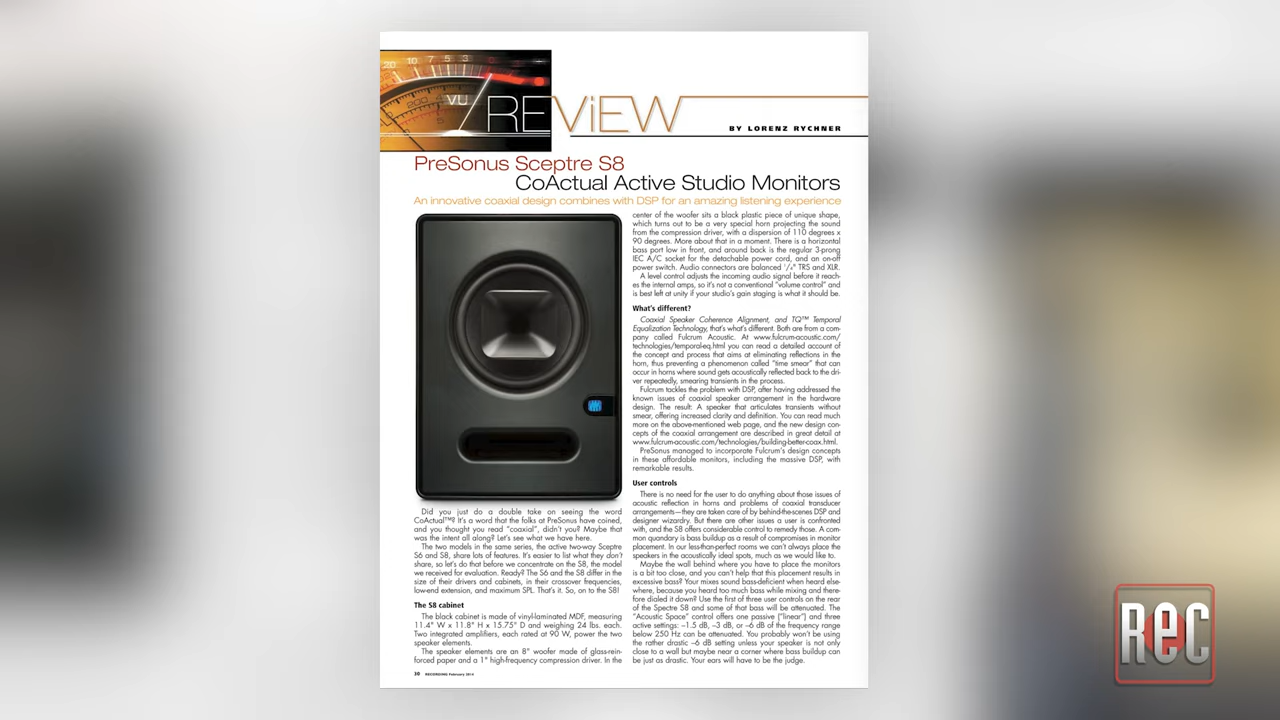 20 10 7 5 3
VU
REViEW
BY LORENZ RYCHNER
PreSonus Sceptre S8
CoActual Active Studio Monitors
An innovative coaxial design combines with DSP for an amazing listening experience
Did you just do a double take on seeing the word
CoActual™? It's a word that the folks at PreSonus have coined,
and you thought you read "coaxial", didn't you? Maybe that
was the intent all along? Let's see what we have here.
The two models in the same series, the active two-way Sceptre
S6 and S8, share lots of features. It's easier to list what they don't
share, so let's do that before we concentrate on the S8, the model
we received for evaluation. Ready? The S6 and the S8 differ in the
size of their drivers and cabinets, in their crossover frequencies,
low-end extension, and maximum SPL. That's it. So, on to the S8!
The S8 cabinet
The black cabinet is made of vinyl-laminated MDF, measuring
11.4" W x 11.8" H x 15.75" D and weighing 24 lbs. each.
Two integrated amplifiers, each rated at 90 W, power the two
speaker elements.
The speaker elements are an 8" woofer made of glass-rein-
forced paper and a 1" high-frequency compression driver. In the
center of the woofer sits a black plastic piece of unique shape,
which turns out to be a very special horn projecting the sound
from the compression driver, with a dispersion of 110 degrees x
90 degrees. More about that in a moment. There is a horizontal
bass port low in front, and around back is the regular 3-prong
IEC A/C socket for the detachable power cord, and an on-off
power switch. Audio connectors are balanced 1/4" TRS and XLR.
A level control adjusts the incoming audio signal before it reach-
es the internal amps, so it's not a conventional "volume control" and
is best left at unity if your studio's gain staging is what it should be.
What's different?
Coaxial Speaker Coherence Alignment, and TQ™ Temporal
Equalization Technology, that's what's different. Both are from a com-
pany called Fulcrum Acoustic. At www.fulcrum-acoustic.com/
technologies/temporal-eq.html you can read a detailed account of
the concept and process that aims at eliminating reflections in the
horn, thus preventing a phenomenon called "time smear" that can
occur in horns where sound gets acoustically reflected back to the dri-
ver repeatedly, smearing transients in the process.
Fulcrum tackles the problem with DSP, after having addressed the
known issues of coaxial speaker arrangement in the hardware
design. The result: A speaker that articulates transients without
smear, offering increased clarity and definition. You can read much
more on the above-mentioned web page, and the new design con-
cepts of the coaxial arrangement are described in great detail at
www.fulcrum-acoustic.com/technologies/building-better-coax.html.
PreSonus managed to incorporate Fulcrum's design concepts
in these affordable monitors, including the massive DSP, with
remarkable results.
User controls
There is no need for the user to do anything about those issues of
acoustic reflection in horns and problems of coaxial transducer
arrangements—they are taken care of by behind-the-scenes DSP and
designer wizardry. But there are other issues a user is confronted
with, and the S8 offers considerable control to remedy those. A com-
mon quandary is bass buildup as a result of compromises in monitor
placement. In our less-than-perfect rooms we can't always place the
speakers in the acoustically ideal spots, much as we would like to.
Maybe the wall behind where you have to place the monitors
is a bit too close, and you can't help that this placement results in
excessive bass? Your mixes sound bass-deficient when heard else-
where, because you heard too much bass while mixing and there-
fore dialed it down? Use the first of three user controls on the rear
of the Spectre S8 and some of that bass will be attenuated. The
"Acoustic Space" control offers one passive ("linear") and three
active settings: –1.5 dB, –3 dB, or –6 dB of the frequency range
below 250 Hz can be attenuated. You probably won't be using
the rather drastic –6 dB setting unless your speaker is not only
close to a wall but maybe near a corner where bass buildup can
be just as drastic. Your ears will have to be the judge.
30 RECORDING February 2014
REC